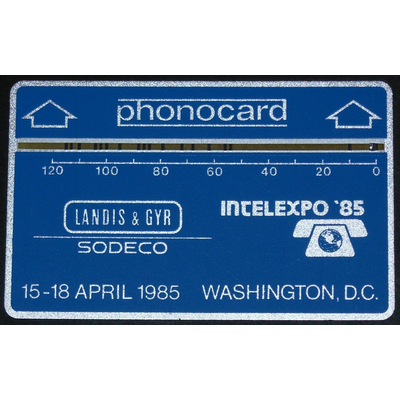 phonocard
120 100 80 60 40 20 0
LANDIS & GYR INTELEXPO '85
SODECO
15-18 APRIL 1985 WASHINGTON, D.C.